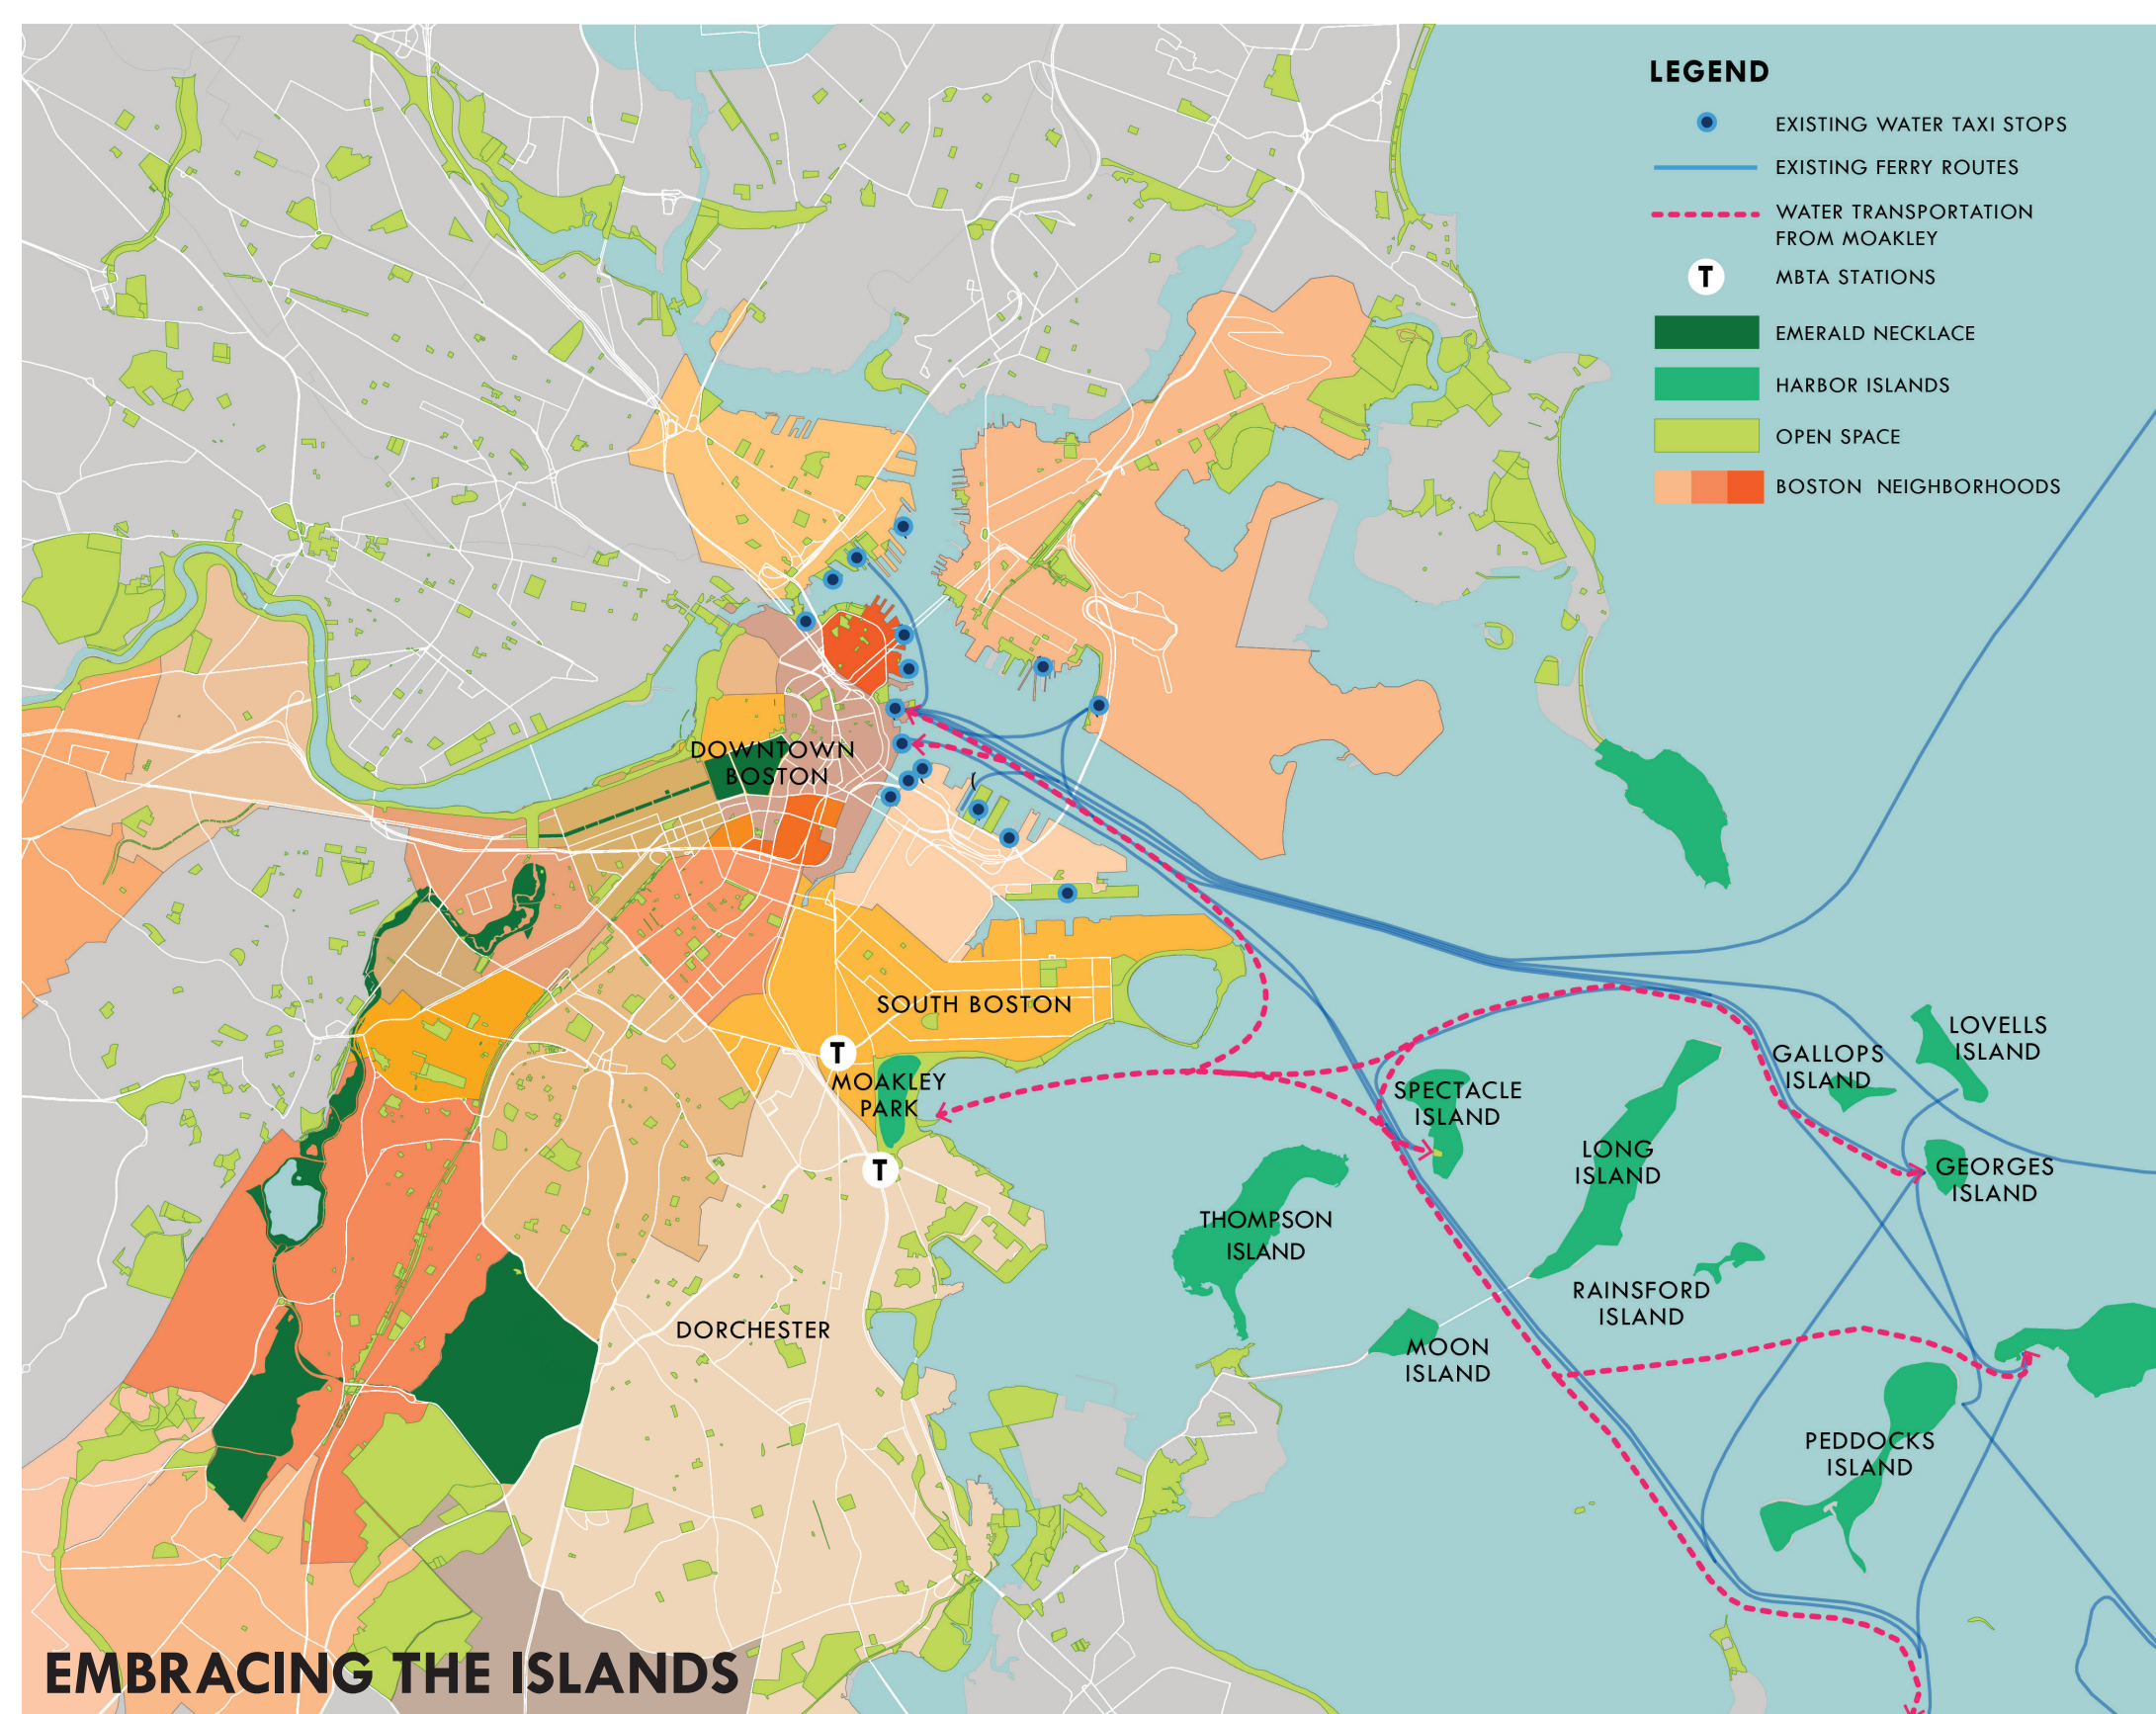 LEGEND
EXISTING WATER TAXI STOPS
EXISTING FERRY ROUTES
WATER TRANSPORTATION
FROM MOAKLEY
T
MBTA STATIONS
EMERALD NECKLACE
HARBOR ISLANDS
OPEN SPACE
BOSTON NEIGHBORHOODS
DOWNTOWN
BOSTON
SOUTH BOSTON
T
MOAKLEY
PARK
T
DORCHESTER
SPECTACLE
ISLAND
LONG
ISLAND
THOMPSON
ISLAND
MOON
ISLAND
RAINSFORD
ISLAND
GALLOPS
ISLAND
LOVELLS
ISLAND
GEORGES
ISLAND
PEDDOCKS
ISLAND
EMBRACING THE ISLANDS